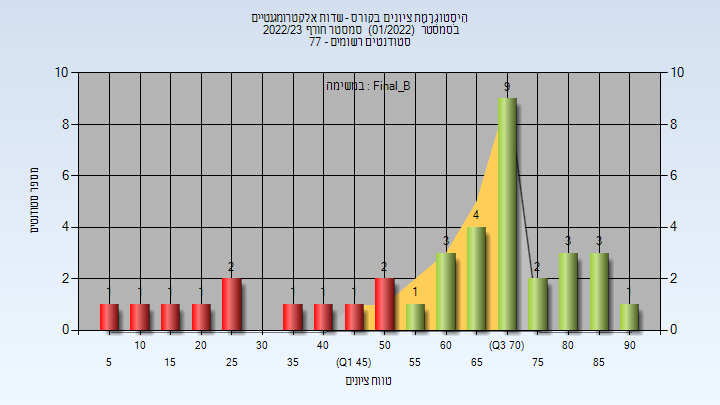 היסטוגרמת ציונים בקורס - שדות אלקטרומגנטיים
בסמסטר (01/2022) סמסטר חורף 2022/23
סטודנטים רשומים - 77
במשימה : Final_B
מספר סטודנטים
10 10
8 8
6 6
4 4
2 2
0 0
1 1 1 1 2 1 1 1 2 1 3 4 9 2 3 3 1
10 20 30 40 50 60 (Q3 70) 80 90
5 15 25 35 (Q1 45) 55 65 75 85
טווח ציונים